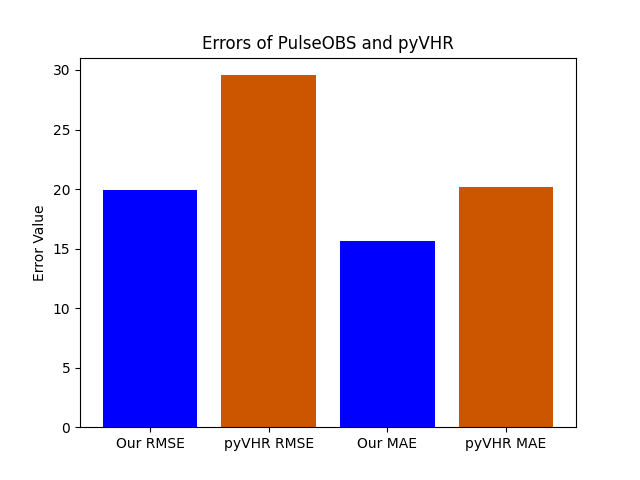 Errors of PulseOBS and pyVHR
30
25
20
15
10
5
0
Error Value
Our RMSE pyVHR RMSE Our MAE pyVHR MAE